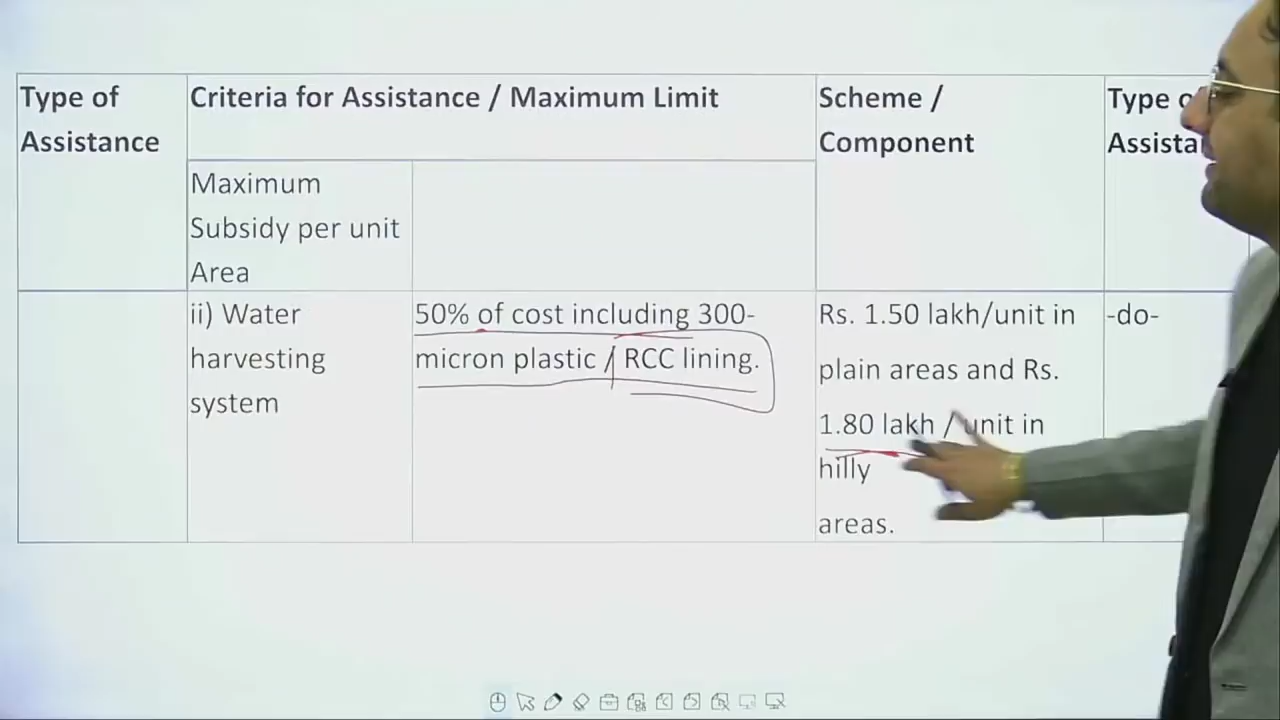 Type of
Assistance
Criteria for Assistance / Maximum Limit
Scheme /
Component
Type
Maximum
Subsidy per unit
Area
ii) Water
harvesting
system
50% of cost including 300-
micron plastic / RCC lining.
Rs. 1.50 lakh/unit in
plain areas and Rs.
1.80 lakh / unit in
hilly
areas.
-do-